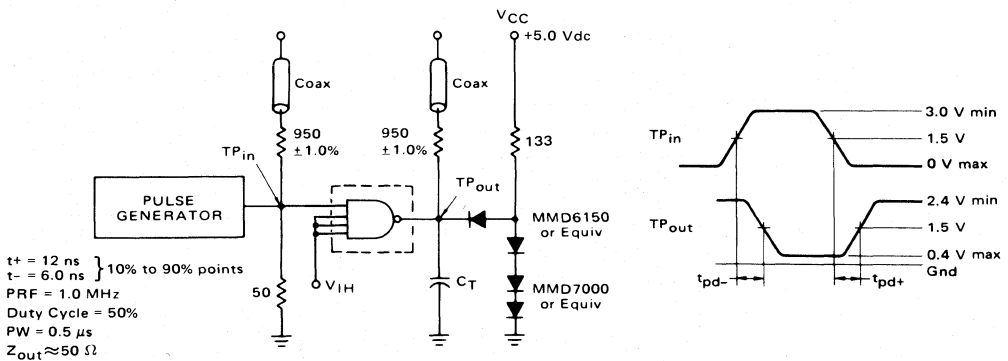 VCC
+5.0 Vdc
Coax
Coax
950
±1.0%
950
±1.0%
133
TPin
TPout
PULSE
GENERATOR
MMD6150
or Equiv
MMD7000
or Equiv
50
VIH
CT
t+ = 12 ns
t− = 6.0 ns
} 10% to 90% points
PRF = 1.0 MHz
Duty Cycle = 50%
PW = 0.5 µs
Zout ≈ 50 Ω
TPin
3.0 V min
1.5 V
0 V max
TPout
2.4 V min
1.5 V
0.4 V max
Gnd
tpd−
tpd+